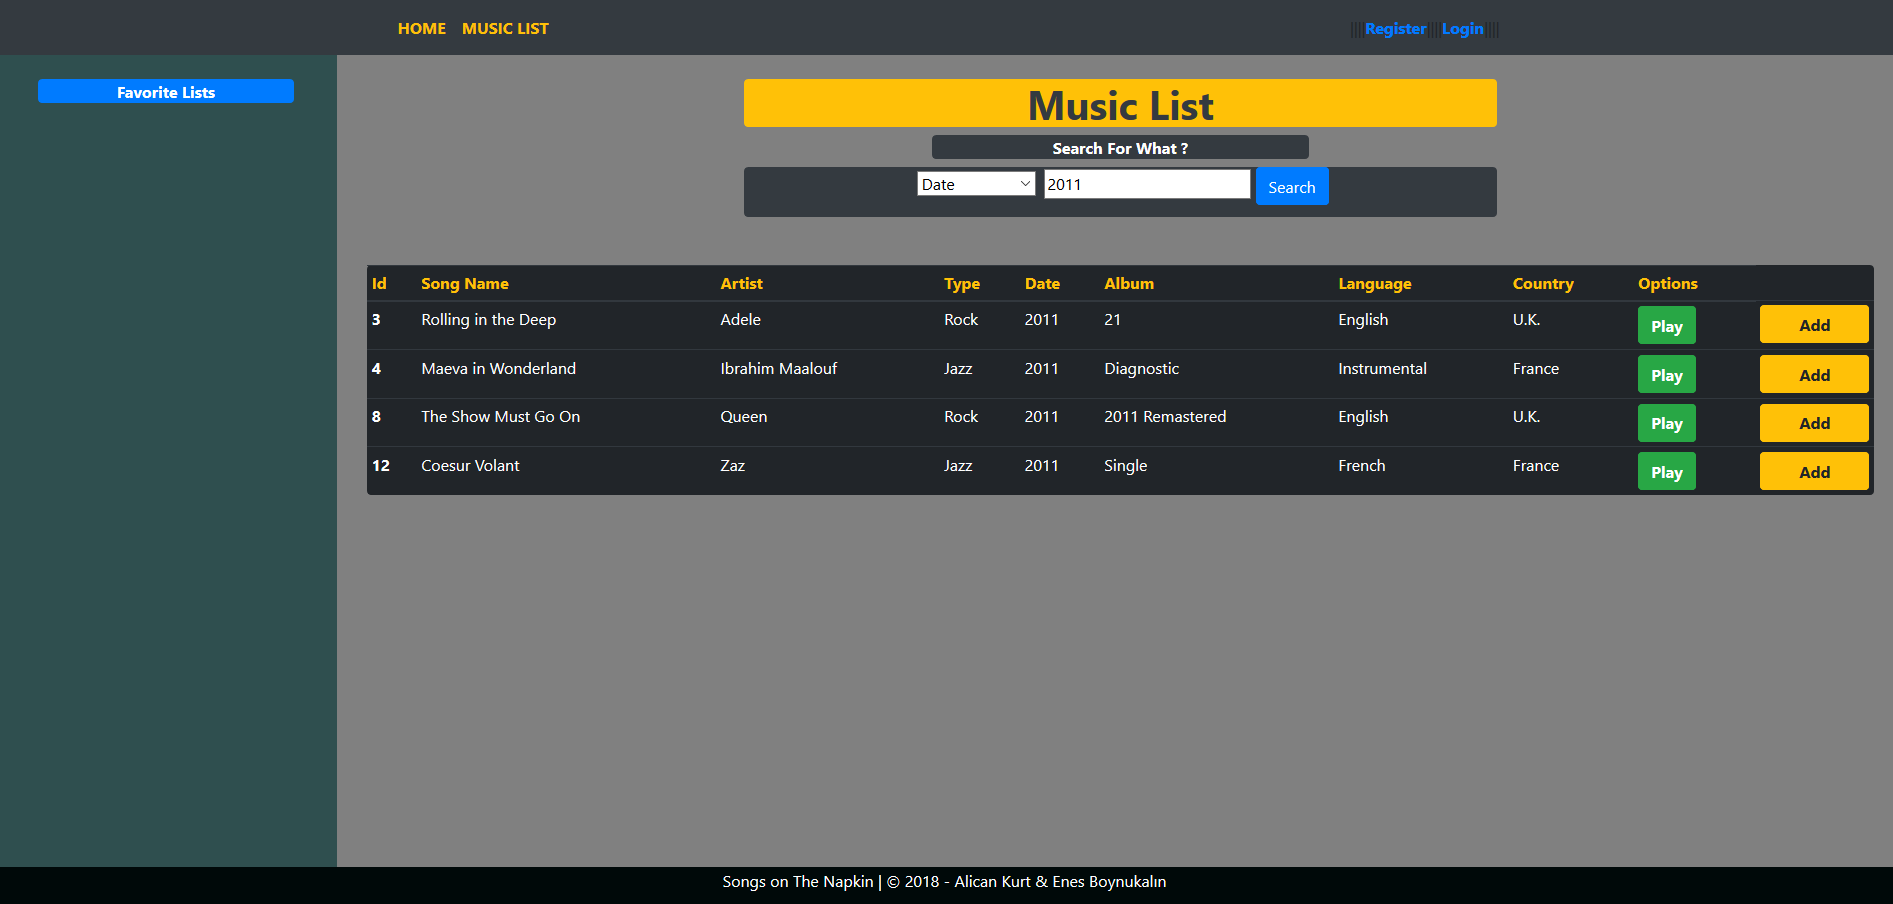 HOME MUSIC LIST ||||Register||||Login||||
Favorite Lists
Music List
Search For What ?
Date 2011 Search
Id Song Name Artist Type Date Album Language Country Options
3 Rolling in the Deep Adele Rock 2011 21 English U.K. Play Add
4 Maeva in Wonderland Ibrahim Maalouf Jazz 2011 Diagnostic Instrumental France Play Add
8 The Show Must Go On Queen Rock 2011 2011 Remastered English U.K. Play Add
12 Coesur Volant Zaz Jazz 2011 Single French France Play Add
Songs on The Napkin | © 2018 - Alican Kurt & Enes Boynukalın